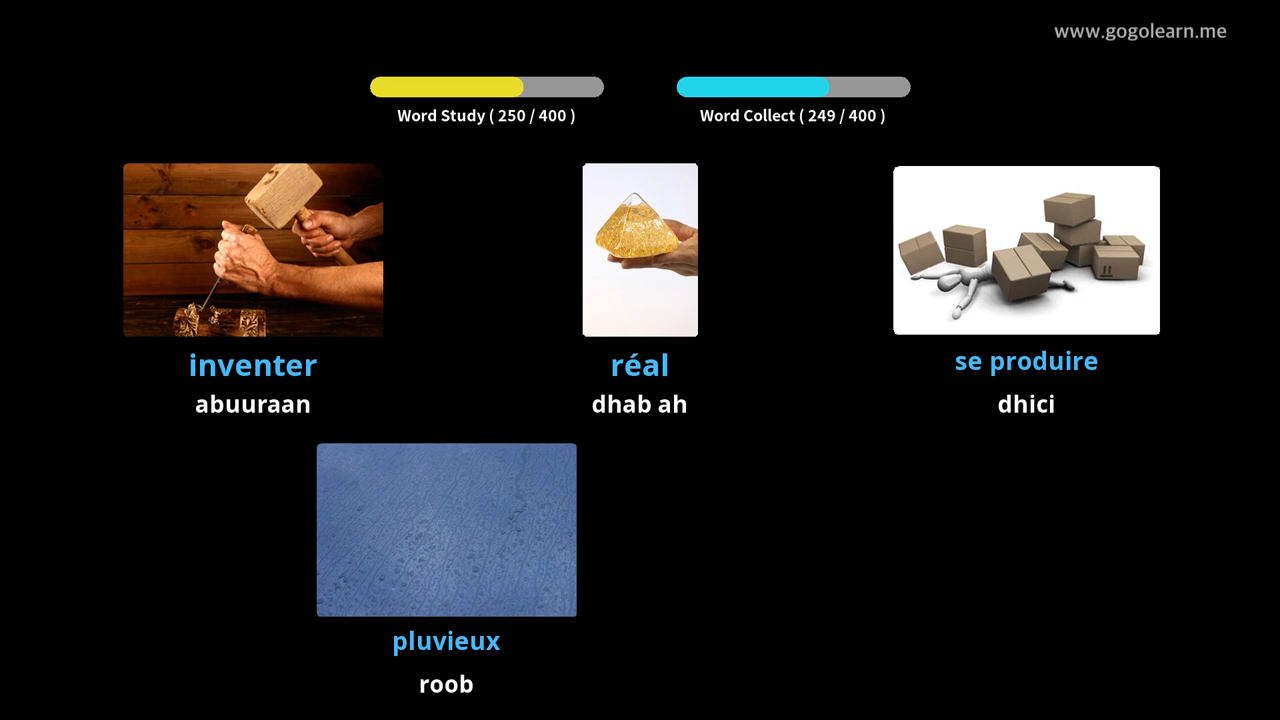 www.gogolearn.me
Word Study ( 250 / 400 )
Word Collect ( 249 / 400 )
inventer
abuuraan
réal
dhab ah
se produire
dhici
pluvieux
roob